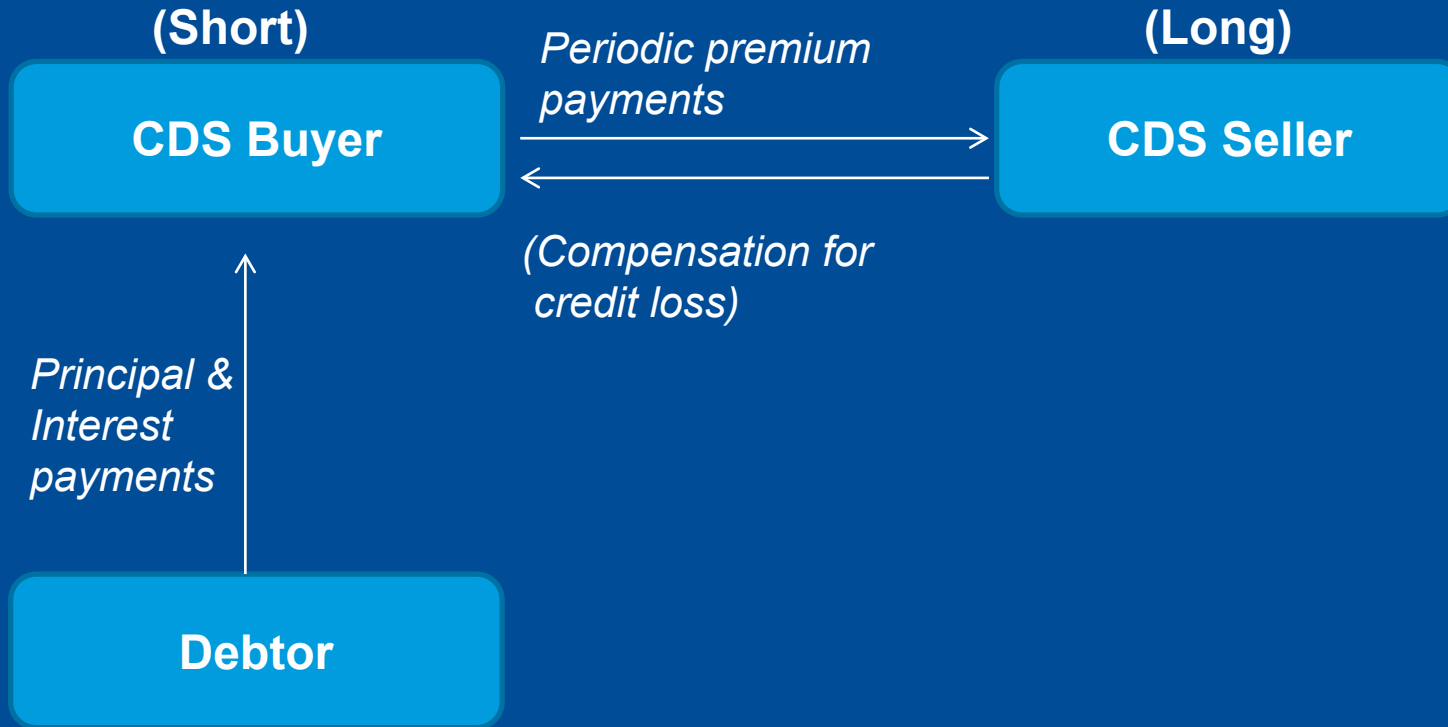 (Short)
(Long)
Periodic premium
payments
CDS Buyer
CDS Seller
(Compensation for
credit loss)
Principal &
Interest
payments
Debtor